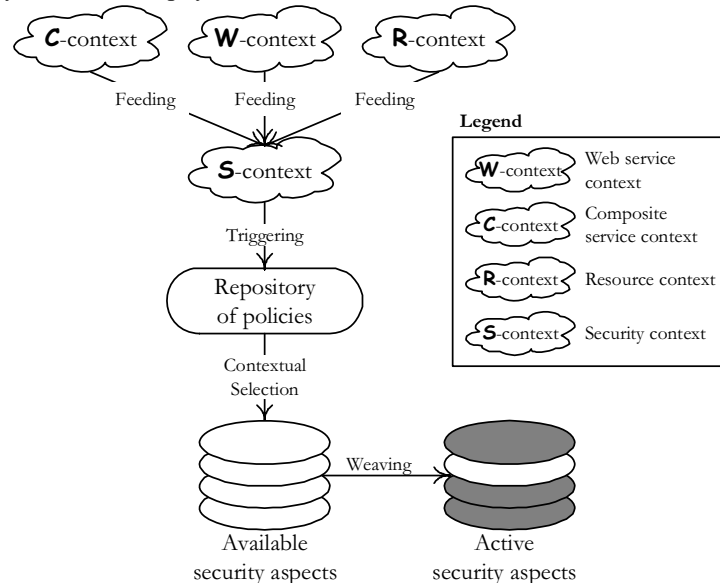 C-context
W-context
R-context
Feeding
Feeding
Feeding
S-context
Triggering
Repository
of policies
Contextual
Selection
Weaving
Available
security aspects
Active
security aspects
Legend
W-context
Web service
context
C-context
Composite
service context
R-context
Resource context
S-context
Security context